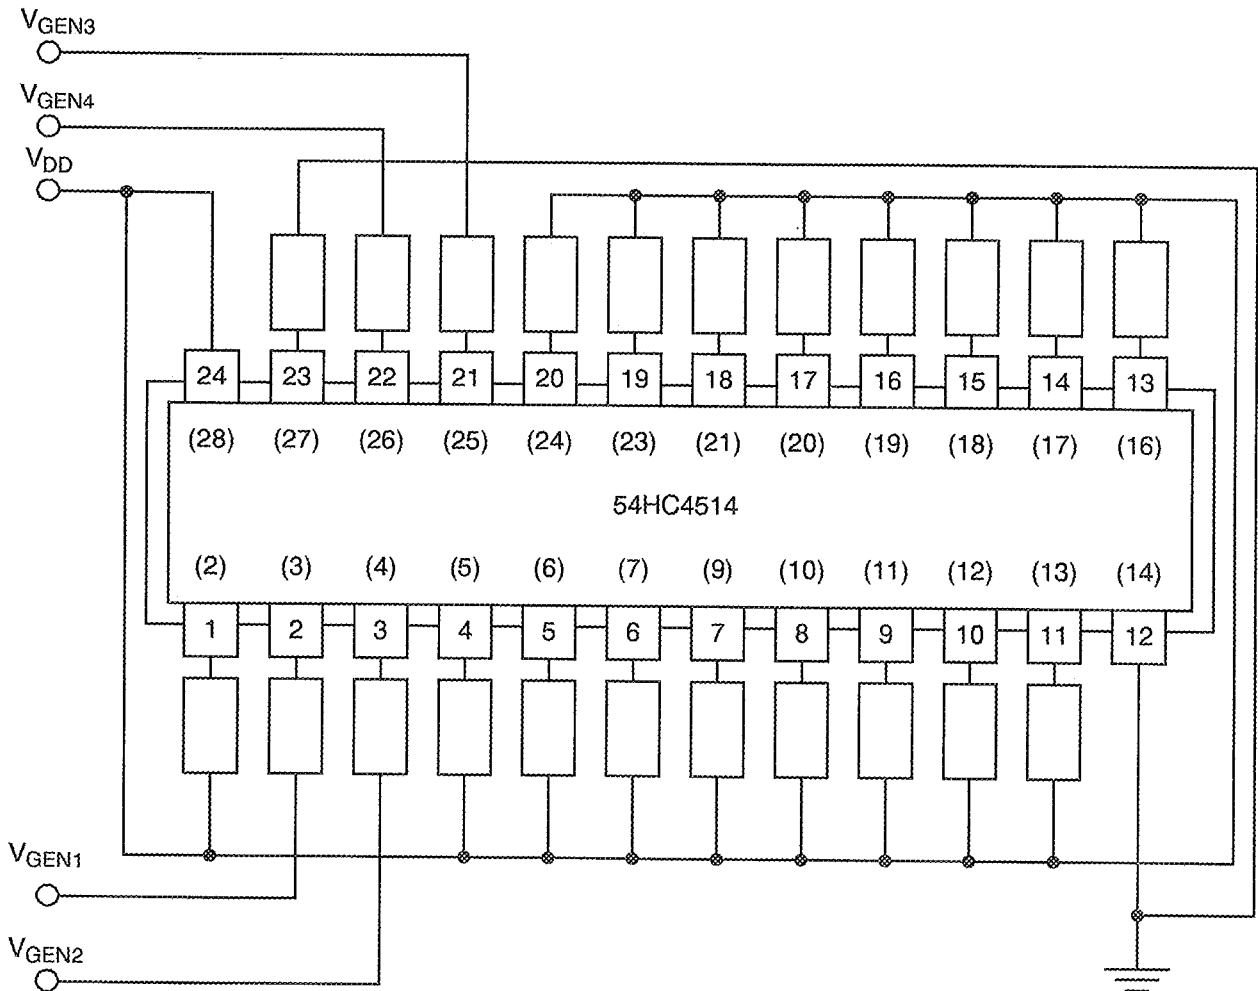 VGEN3
VGEN4
VDD
24 23 22 21 20 19 18 17 16 15 14 13
(28) (27) (26) (25) (24) (23) (21) (20) (19) (18) (17) (16)
54HC4514
(2) (3) (4) (5) (6) (7) (9) (10) (11) (12) (13) (14)
1 2 3 4 5 6 7 8 9 10 11 12
VGEN1
VGEN2